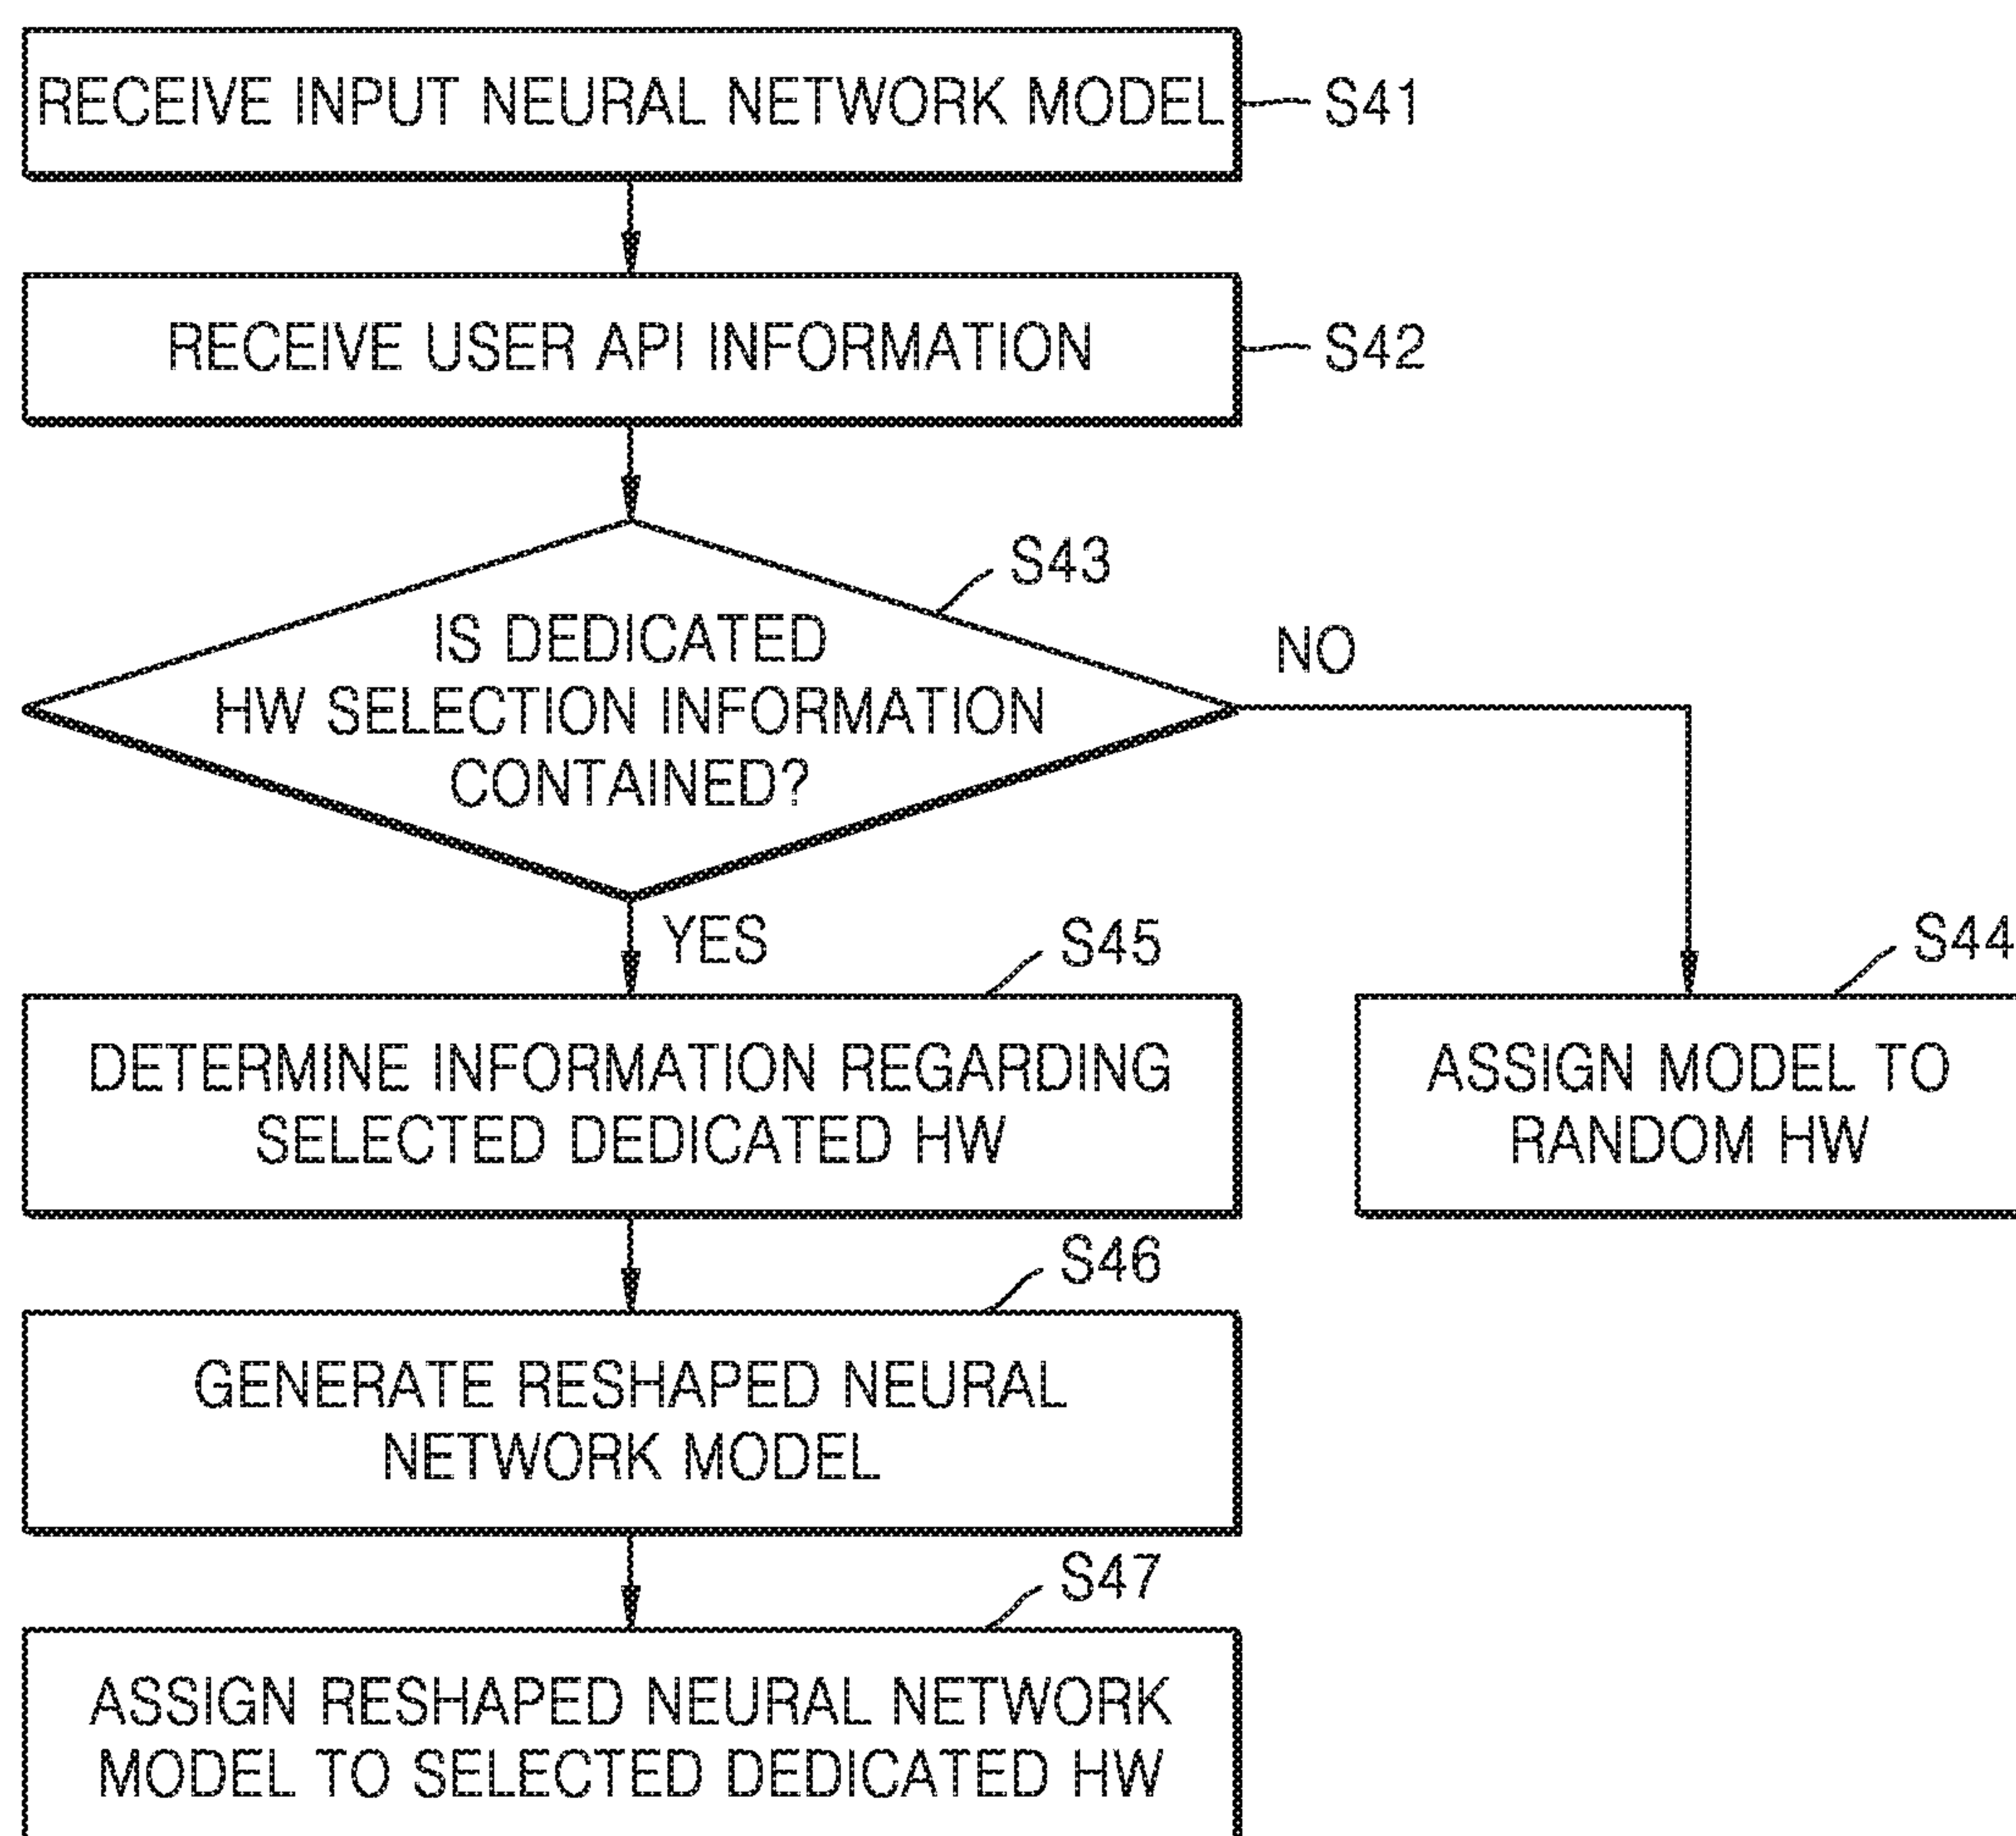 RECEIVE INPUT NEURAL NETWORK MODEL
S41
RECEIVE USER API INFORMATION
S42
S43
IS DEDICATED
HW SELECTION INFORMATION
CONTAINED?
NO
YES
S45
S44
DETERMINE INFORMATION REGARDING
SELECTED DEDICATED HW
ASSIGN MODEL TO
RANDOM HW
S46
GENERATE RESHAPED NEURAL
NETWORK MODEL
S47
ASSIGN RESHAPED NEURAL NETWORK
MODEL TO SELECTED DEDICATED HW